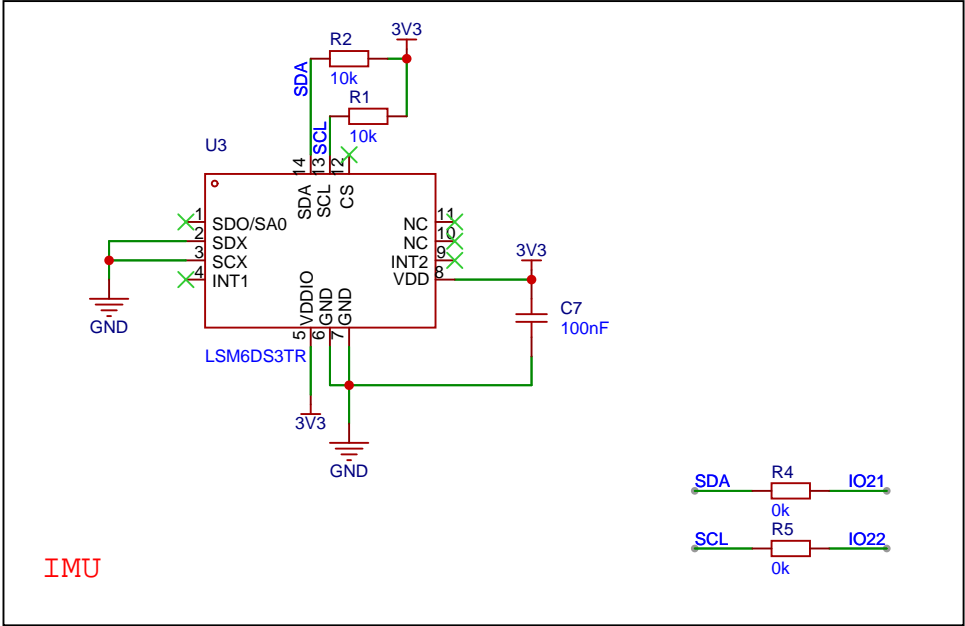 3V3
R2
10k
SDA
R1
10k
SCL
U3
14
13
12
SDA
SCL
CS
1
SDO/SA0
2
SDX
3
SCX
4
INT1
11
NC
10
NC
9
INT2
8
VDD
5
VDDIO
6
GND
7
GND
LSM6DS3TR
GND
3V3
GND
3V3
C7
100nF
SDA
R4
IO21
0k
SCL
R5
IO22
0k
IMU